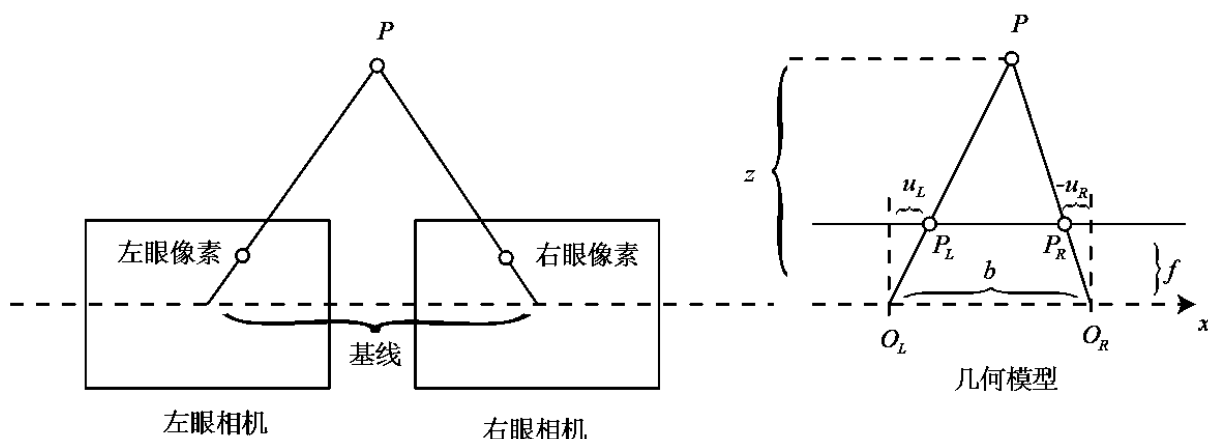 P
左眼像素
右眼像素
基线
左眼相机
右眼相机
P
z
u_L
-u_R
P_L
P_R
b
f
x
O_L
O_R
几何模型